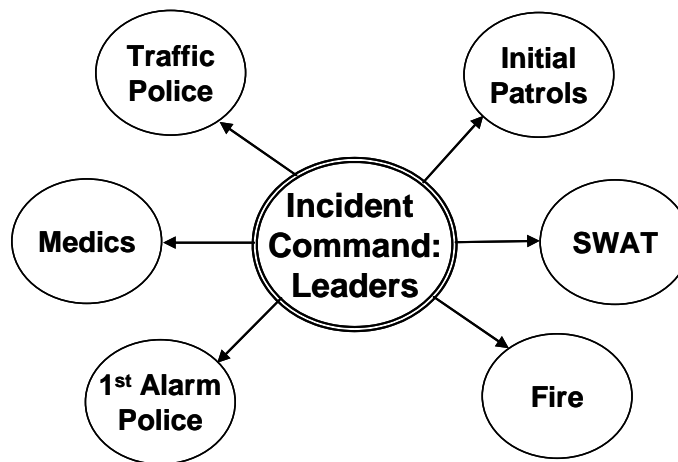 Traffic
Police
Initial
Patrols
Incident
Command:
Leaders
Medics
SWAT
1st Alarm
Police
Fire